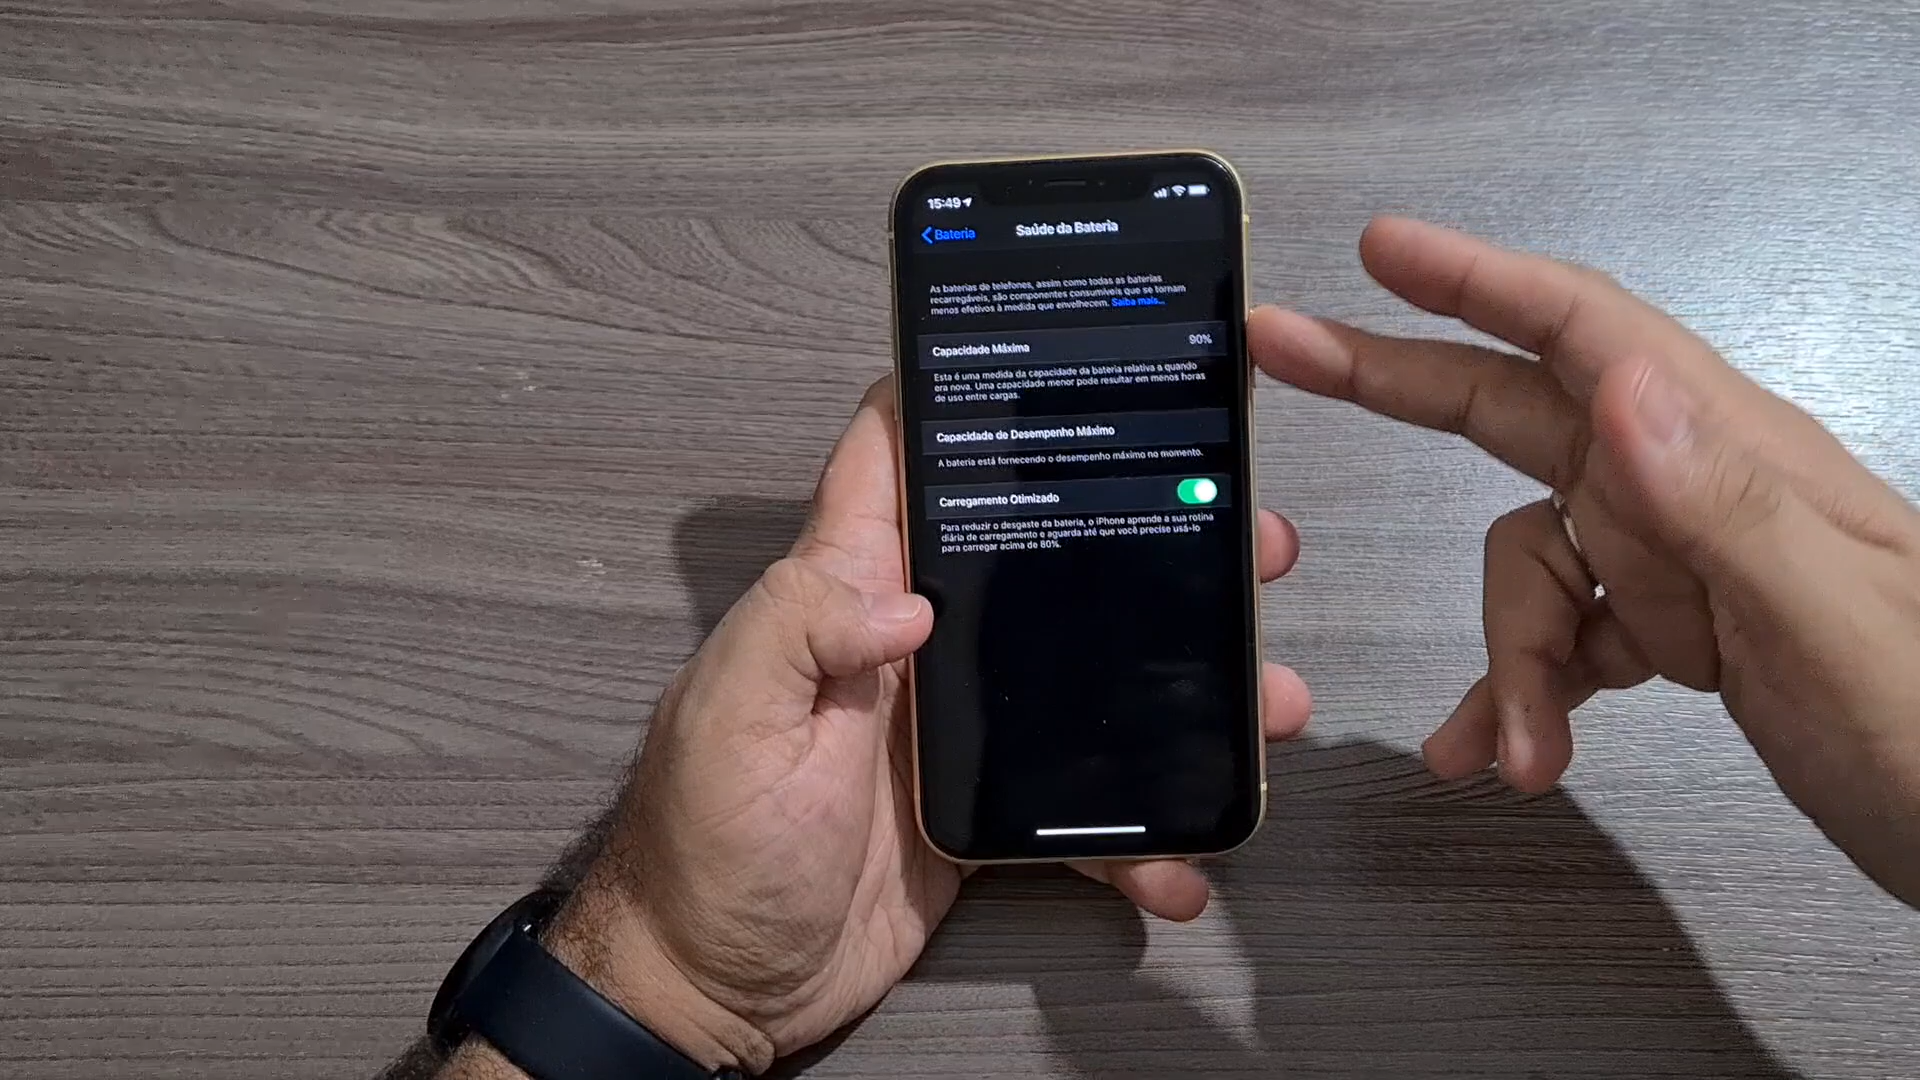 15:49
Bateria
Saúde da Bateria
As baterias de telefones, assim como todas as baterias
recarregáveis, são componentes consumíveis que se tornam
menos efetivos à medida que envelhecem. Saiba mais...
Capacidade Máxima 90%
Esta é uma medida da capacidade da bateria relativa a quando
era nova. Uma capacidade menor pode resultar em menos horas
de uso entre cargas.
Capacidade de Desempenho Máximo
A bateria está fornecendo o desempenho máximo no momento.
Carregamento Otimizado
Para reduzir o desgaste da bateria, o iPhone aprende a sua rotina
diária de carregamento e aguarda até que você precise usá-lo
para carregar acima de 80%.